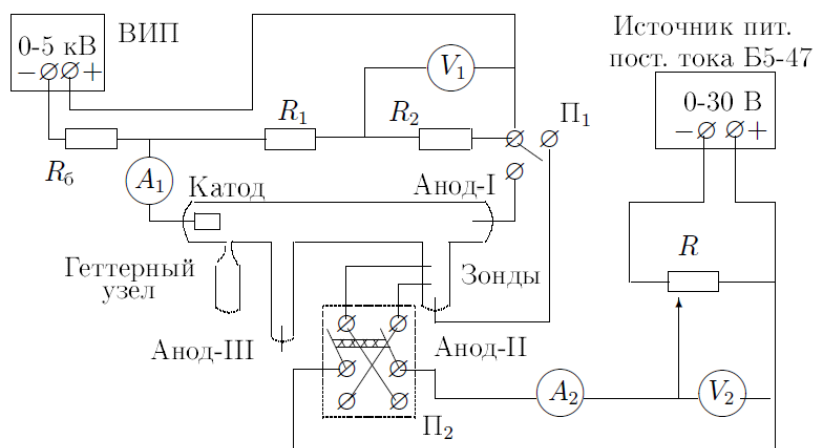 ВИП
0-5 кВ
− +
V₁
R₁
R₂
П₁
Источник пит.
пост. тока Б5-47
0-30 В
− +
R_б
A₁
Катод
Анод-I
R
Геттерный
узел
Зонды
Анод-III
Анод-II
A₂
V₂
П₂